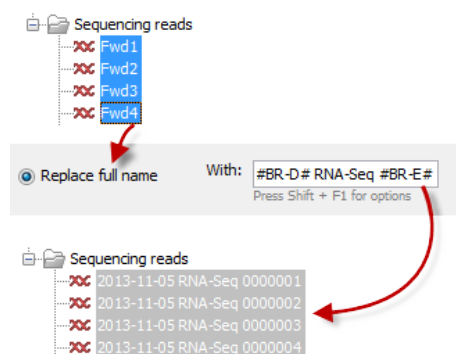 Sequencing reads
Fwd1
Fwd2
Fwd3
Fwd4
Replace full name With: #BR-D# RNA-Seq #BR-E#
Press Shift + F1 for options
Sequencing reads
2013-11-05 RNA-Seq 0000001
2013-11-05 RNA-Seq 0000002
2013-11-05 RNA-Seq 0000003
2013-11-05 RNA-Seq 0000004